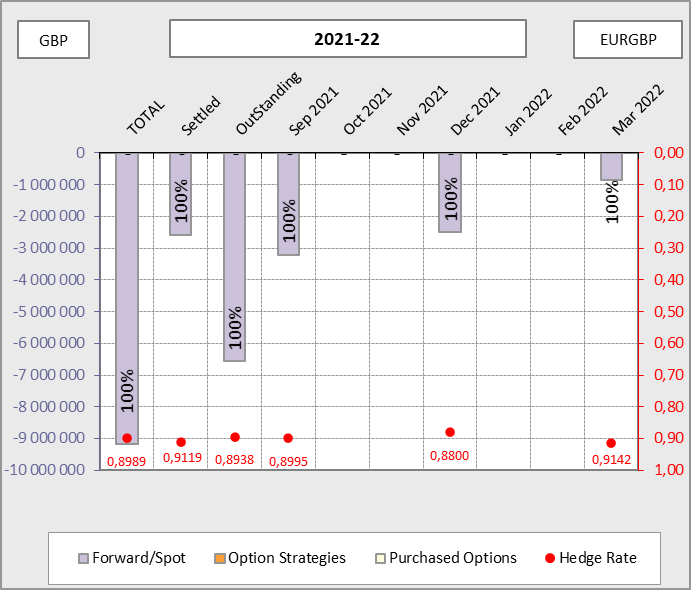 GBP 2021-22 EURGBP
TOTAL Settled OutStanding Sep 2021 Oct 2021 Nov 2021 Dec 2021 Jan 2022 Feb 2022 Mar 2022
0 0,00
-1 000 000 0,10
-2 000 000 0,20
-3 000 000 0,30
-4 000 000 0,40
-5 000 000 0,50
-6 000 000 0,60
-7 000 000 0,70
-8 000 000 0,80
-9 000 000 0,90
-10 000 000 1,00
100% 100% 100% 100% 100% 100%
0,8989 0,9119 0,8938 0,8995 0,8800 0,9142
Forward/Spot Option Strategies Purchased Options Hedge Rate